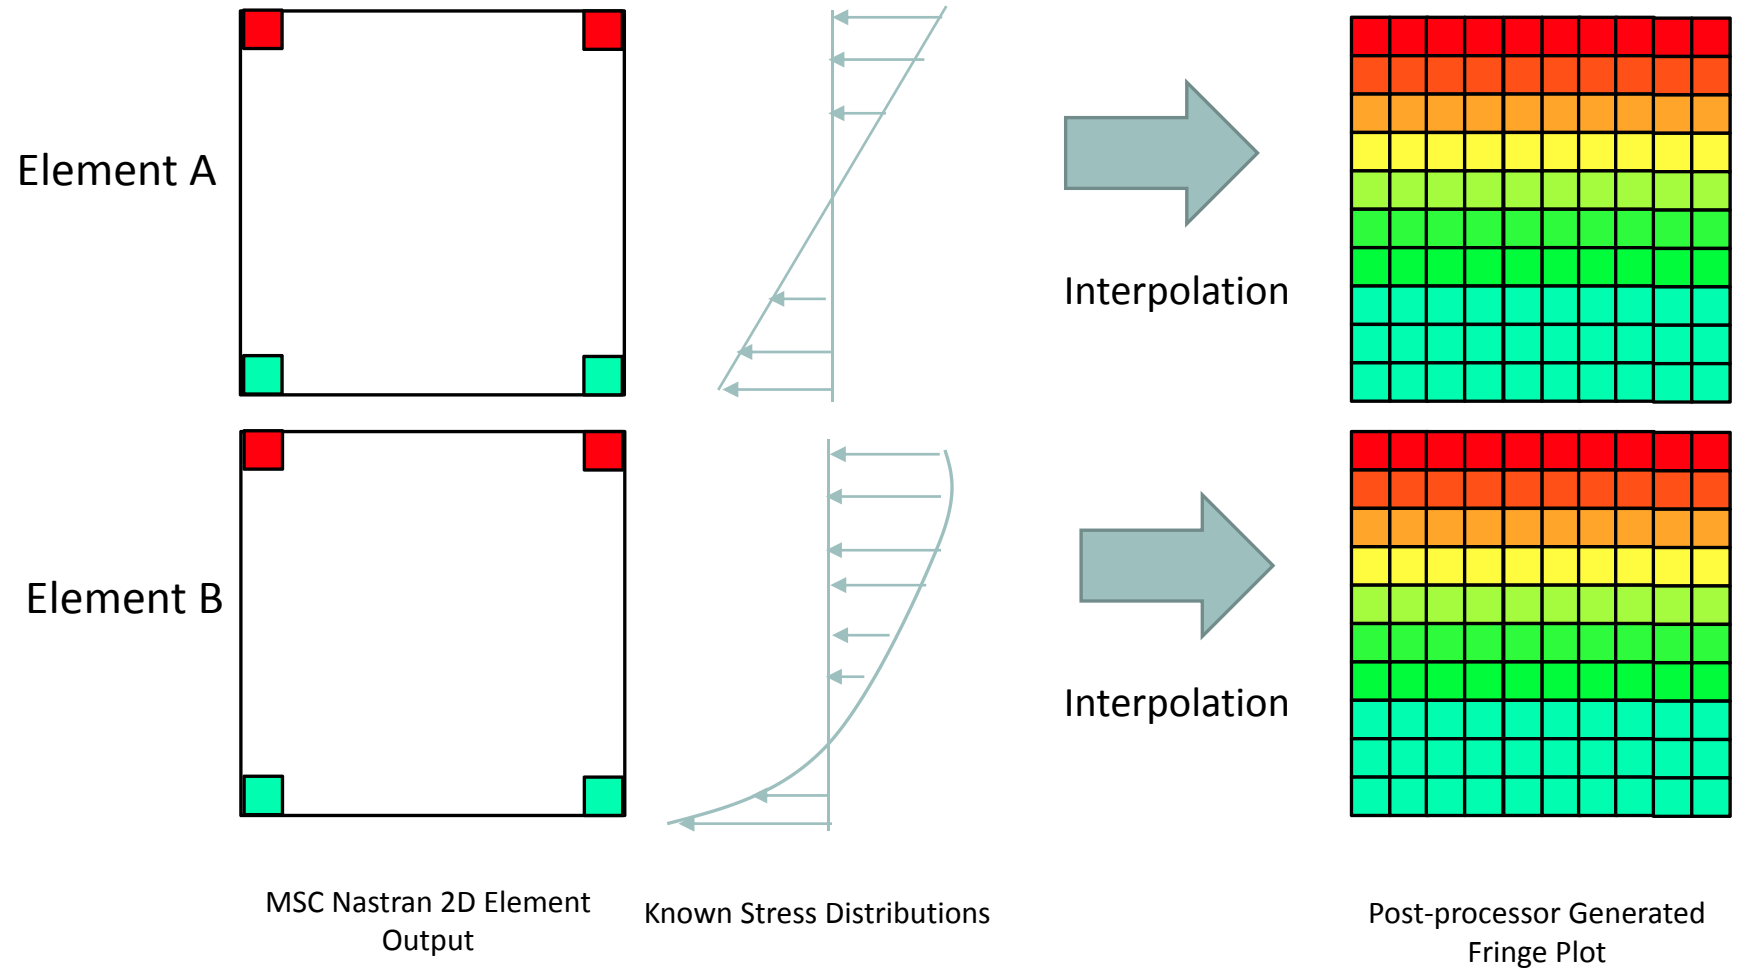 Element A
Interpolation
Element B
Interpolation
MSC Nastran 2D Element
Output
Known Stress Distributions
Post-processor Generated
Fringe Plot